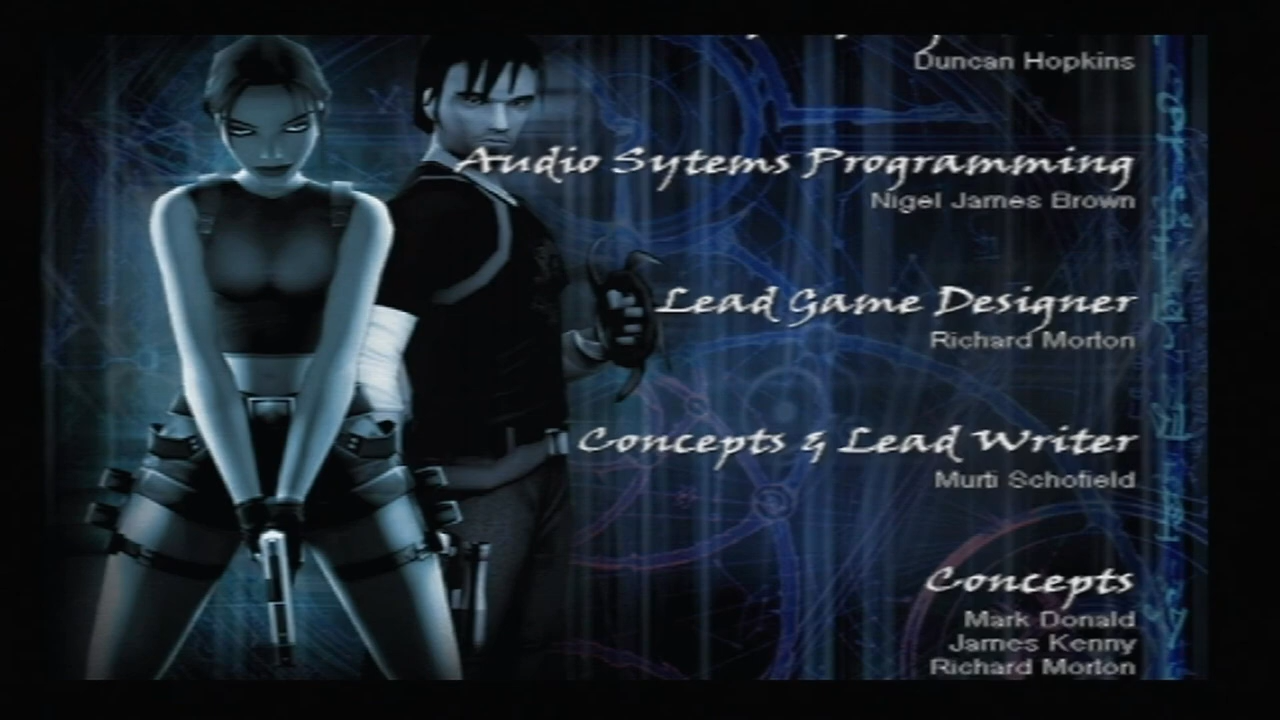 Duncan Hopkins
Audio Sytems Programming
Nigel James Brown
Lead Game Designer
Richard Morton
Concepts & Lead Writer
Murti Schofield
Concepts
Mark Donald
James Kenny
Richard Morton